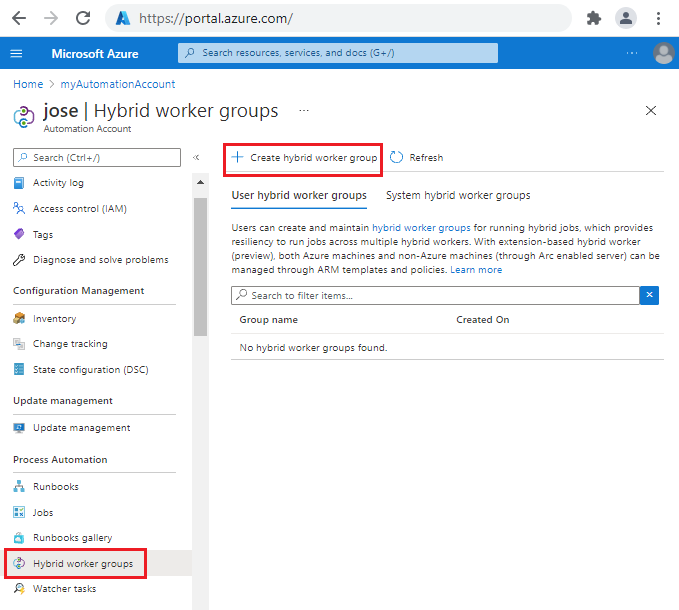 https://portal.azure.com/
Microsoft Azure
Search resources, services, and docs (G+/)
...
Home > myAutomationAccount
jose | Hybrid worker groups ...
Automation Account
Search (Ctrl+/)
«
Activity log
Access control (IAM)
Tags
Diagnose and solve problems
Configuration Management
Inventory
Change tracking
State configuration (DSC)
Update management
Update management
Process Automation
Runbooks
Jobs
Runbooks gallery
Hybrid worker groups
Watcher tasks
Create hybrid worker group
Refresh
User hybrid worker groups
System hybrid worker groups
Users can create and maintain hybrid worker groups for running hybrid jobs, which provides
resiliency to run jobs across multiple hybrid workers. With extension-based hybrid worker
(preview), both Azure machines and non-Azure machines (through Arc enabled server) can be
managed through ARM templates and policies. Learn more
Search to filter items...
Group name
Created On
No hybrid worker groups found.